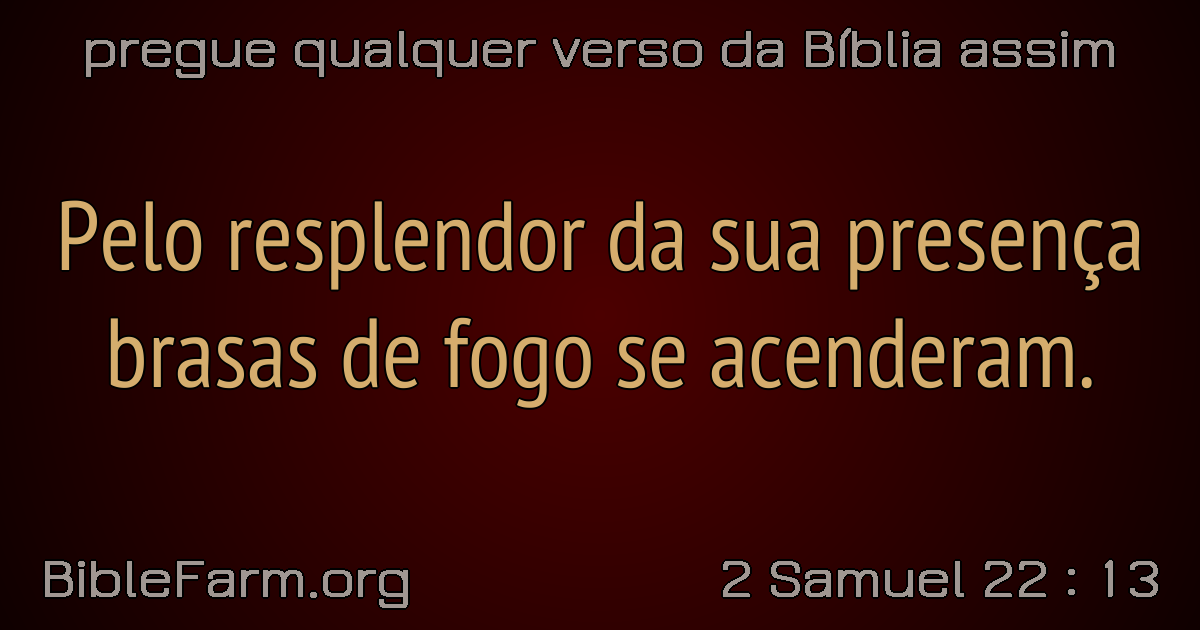 pregue qualquer verso da Bíblia assim
Pelo resplendor da sua presença
brasas de fogo se acenderam.
BibleFarm.org
2 Samuel 22 : 13